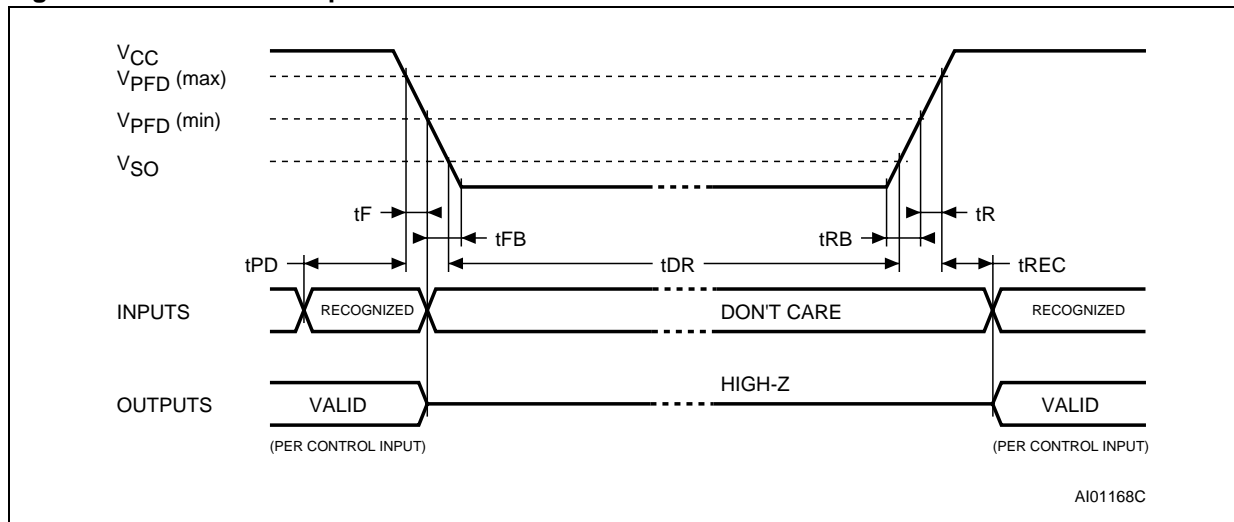 VCC
VPFD (max)
VPFD (min)
VSO
tF
tR
tFB
tRB
tPD
tDR
tREC
INPUTS
RECOGNIZED
DON'T CARE
RECOGNIZED
HIGH-Z
OUTPUTS
VALID
VALID
(PER CONTROL INPUT)
(PER CONTROL INPUT)
AI01168C